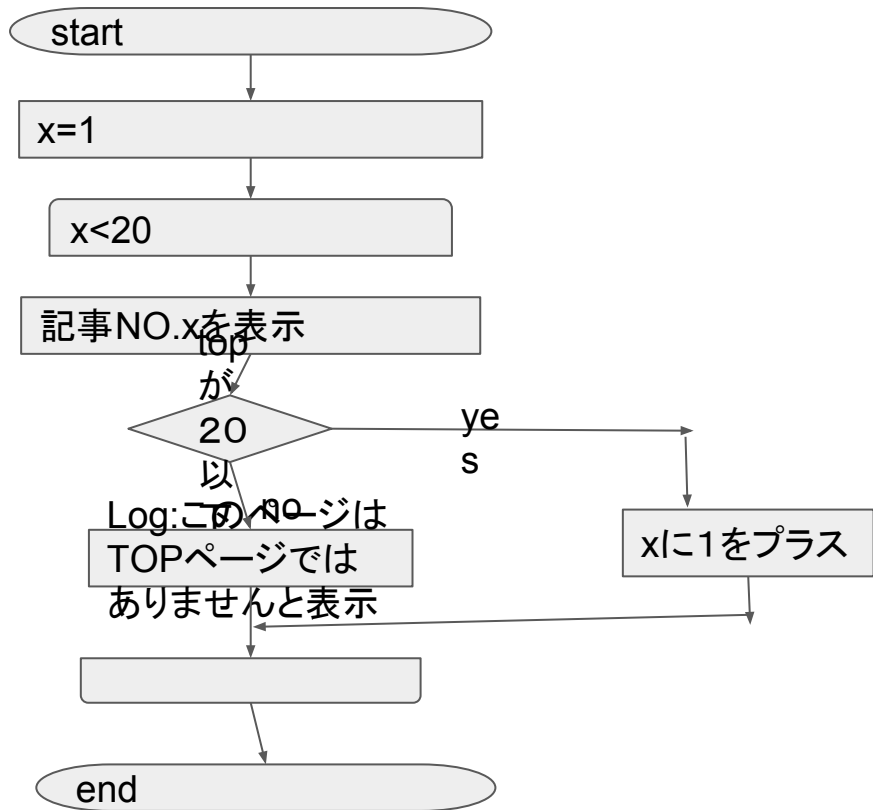 start
x=1
x<20
記事NO.xを表示
top
が
２０
以
下
yes
no
Log:このページは
TOPページでは
ありませんと表示
xに１をプラス
end